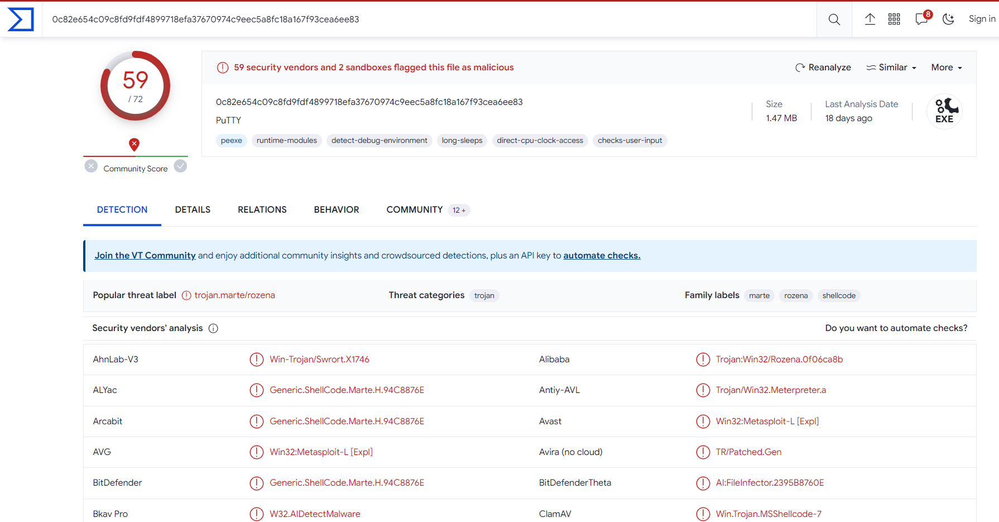 0c82e654c09c8fd9fdf4899718efa37670974c9eec5a8fc18a167f93cea6ee83
8
Sign in
59
/ 72
Community Score
59 security vendors and 2 sandboxes flagged this file as malicious
Reanalyze
Similar
More
0c82e654c09c8fd9fdf4899718efa37670974c9eec5a8fc18a167f93cea6ee83
PuTTY
peexe
runtime-modules
detect-debug-environment
long-sleeps
direct-cpu-clock-access
checks-user-input
Size
1.47 MB
Last Analysis Date
18 days ago
EXE
DETECTION
DETAILS
RELATIONS
BEHAVIOR
COMMUNITY
12 +
Join the VT Community and enjoy additional community insights and crowdsourced detections, plus an API key to automate checks.
Popular threat label
trojan.marte/rozena
Threat categories
trojan
Family labels
marte
rozena
shellcode
Security vendors' analysis
Do you want to automate checks?
AhnLab-V3
Win-Trojan/Swrort.X1746
Alibaba
Trojan:Win32/Rozena.0f06ca8b
ALYac
Generic.ShellCode.Marte.H.94C8876E
Antiy-AVL
Trojan/Win32.Meterpreter.a
Arcabit
Generic.ShellCode.Marte.H.94C8876E
Avast
Win32:Metasploit-L [Expl]
AVG
Win32:Metasploit-L [Expl]
Avira (no cloud)
TR/Patched.Gen
BitDefender
Generic.ShellCode.Marte.H.94C8876E
BitDefenderTheta
AI:FileInfector.2395B8760E
Bkav Pro
W32.AIDetectMalware
ClamAV
Win.Trojan.MSShellcode-7